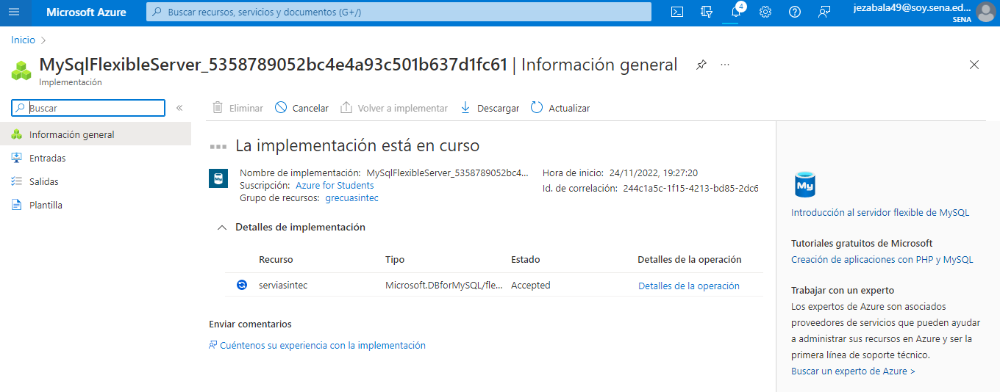 Microsoft Azure
Buscar recursos, servicios y documentos (G+/)
4
jezabala49@soy.sena.ed...
SENA
Inicio >
MySqlFlexibleServer_5358789052bc4e4a93c501b637d1fc61 | Información general
Implementación
Buscar
«
Eliminar
Cancelar
Volver a implementar
Descargar
Actualizar
Información general
Entradas
Salidas
Plantilla
La implementación está en curso
Nombre de implementación: MySqlFlexibleServer_5358789052bc4...
Suscripción: Azure for Students
Grupo de recursos: grecuasintec
Hora de inicio: 24/11/2022, 19:27:20
Id. de correlación: 244c1a5c-1f15-4213-bd85-2dc6
Detalles de implementación
Recurso Tipo Estado Detalles de la operación
serviasintec Microsoft.DBforMySQL/fle... Accepted Detalles de la operación
Enviar comentarios
Cuéntenos su experiencia con la implementación
My
Introducción al servidor flexible de MySQL
Tutoriales gratuitos de Microsoft
Creación de aplicaciones con PHP y MySQL
Trabajar con un experto
Los expertos de Azure son asociados
proveedores de servicios que pueden ayudar
a administrar sus recursos en Azure y ser la
primera línea de soporte técnico.
Buscar un experto de Azure >